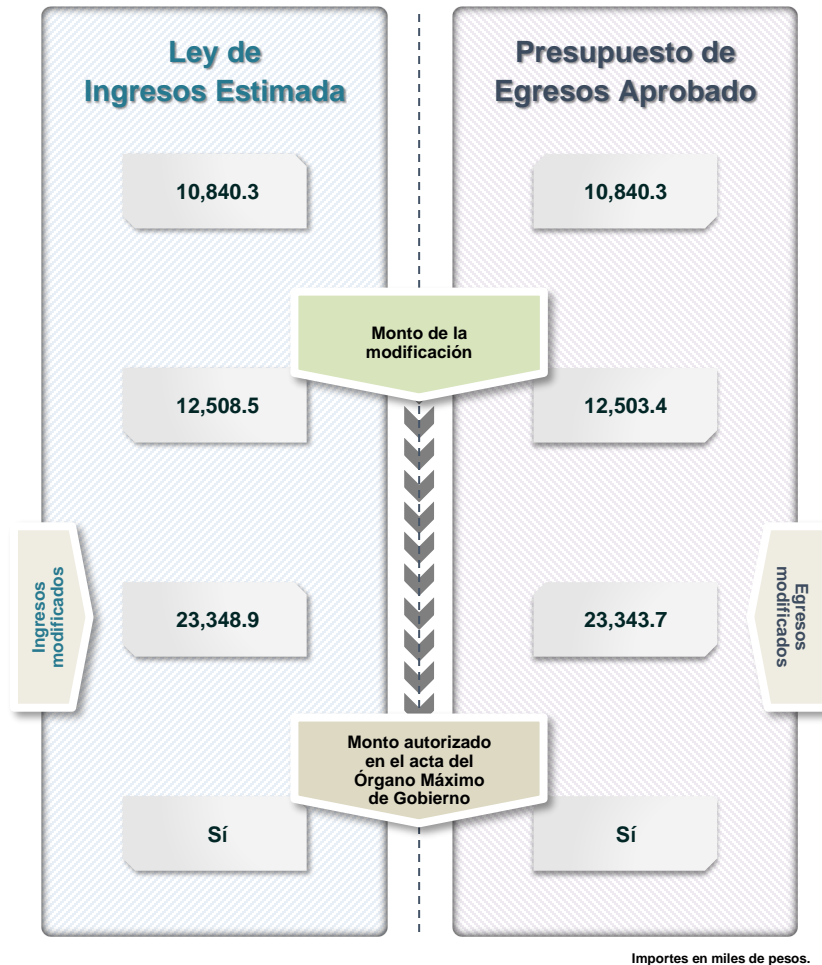 Ley de
Ingresos Estimada
Presupuesto de
Egresos Aprobado
10,840.3
10,840.3
Monto de la
modificación
12,508.5
12,503.4
Ingresos
modificados
23,348.9
23,343.7
Egresos
modificados
Monto autorizado
en el acta del
Órgano Máximo
de Gobierno
Sí
Sí
Importes en miles de pesos.